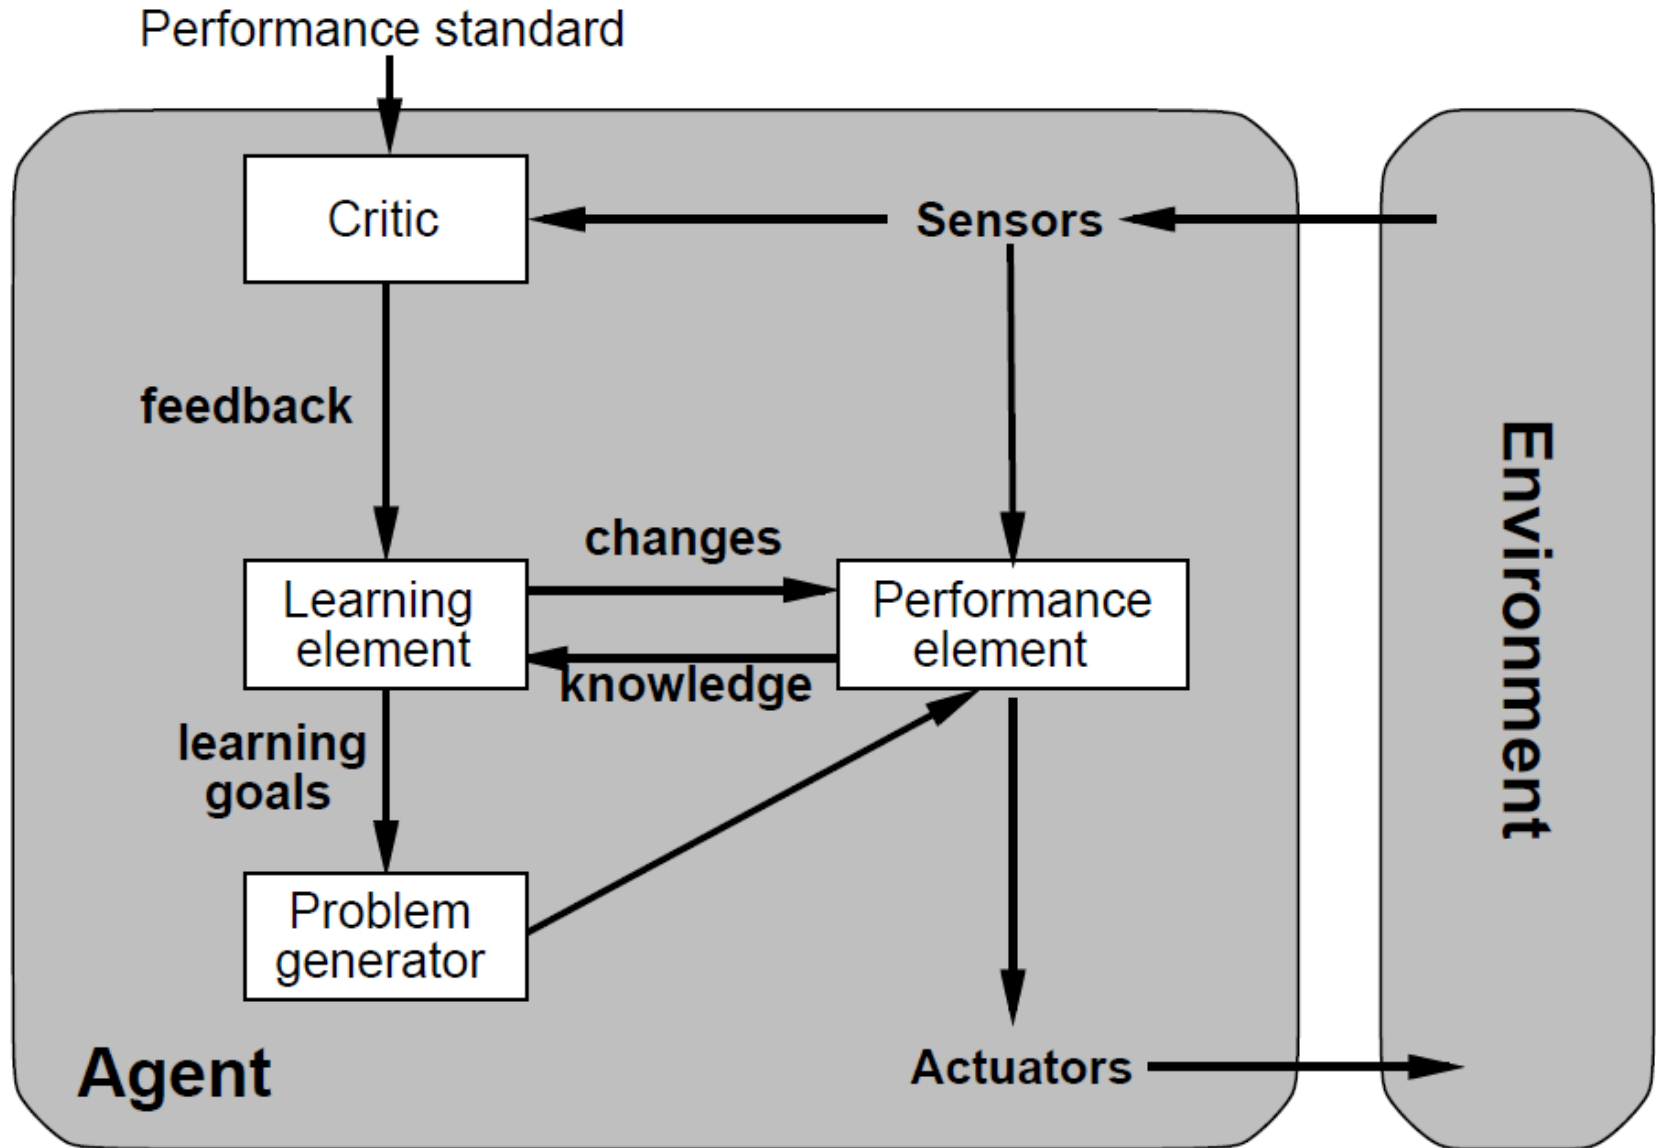 Performance standard
Critic
Sensors
feedback
changes
Learning
element
Performance
element
knowledge
learning
goals
Problem
generator
Agent
Actuators
Environment